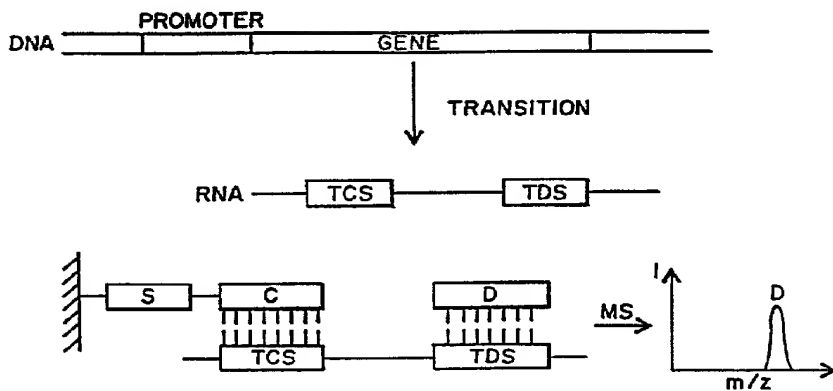 PROMOTER
DNA GENE
TRANSITION
RNA TCS TDS
S C D
TCS TDS
MS
I
D
m/z